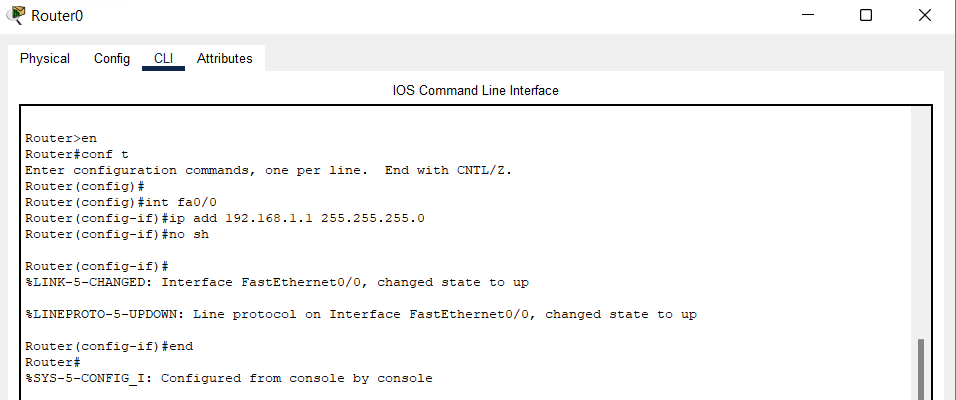 Router0
Physical Config CLI Attributes
IOS Command Line Interface
Router>en
Router#conf t
Enter configuration commands, one per line.  End with CNTL/Z.
Router(config)#
Router(config)#int fa0/0
Router(config-if)#ip add 192.168.1.1 255.255.255.0
Router(config-if)#no sh
Router(config-if)#
%LINK-5-CHANGED: Interface FastEthernet0/0, changed state to up
%LINEPROTO-5-UPDOWN: Line protocol on Interface FastEthernet0/0, changed state to up
Router(config-if)#end
Router#
%SYS-5-CONFIG_I: Configured from console by console